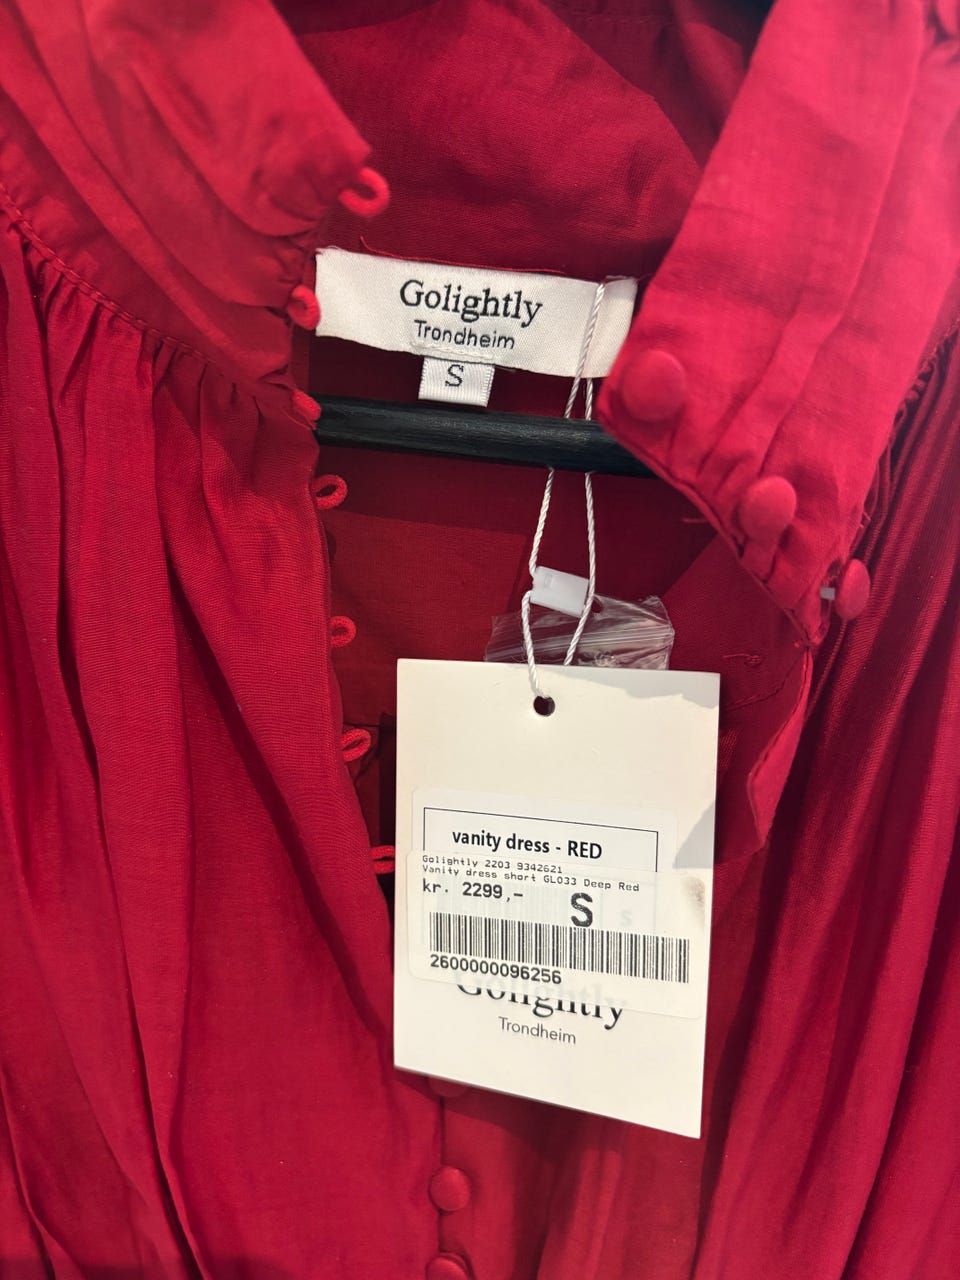 Golightly
Trondheim
S
vanity dress - RED
Golightly 2203 9342621
Vanity dress short GL033 Deep Red
kr. 2299,- S
S
2600000096256
Golightly
Trondheim